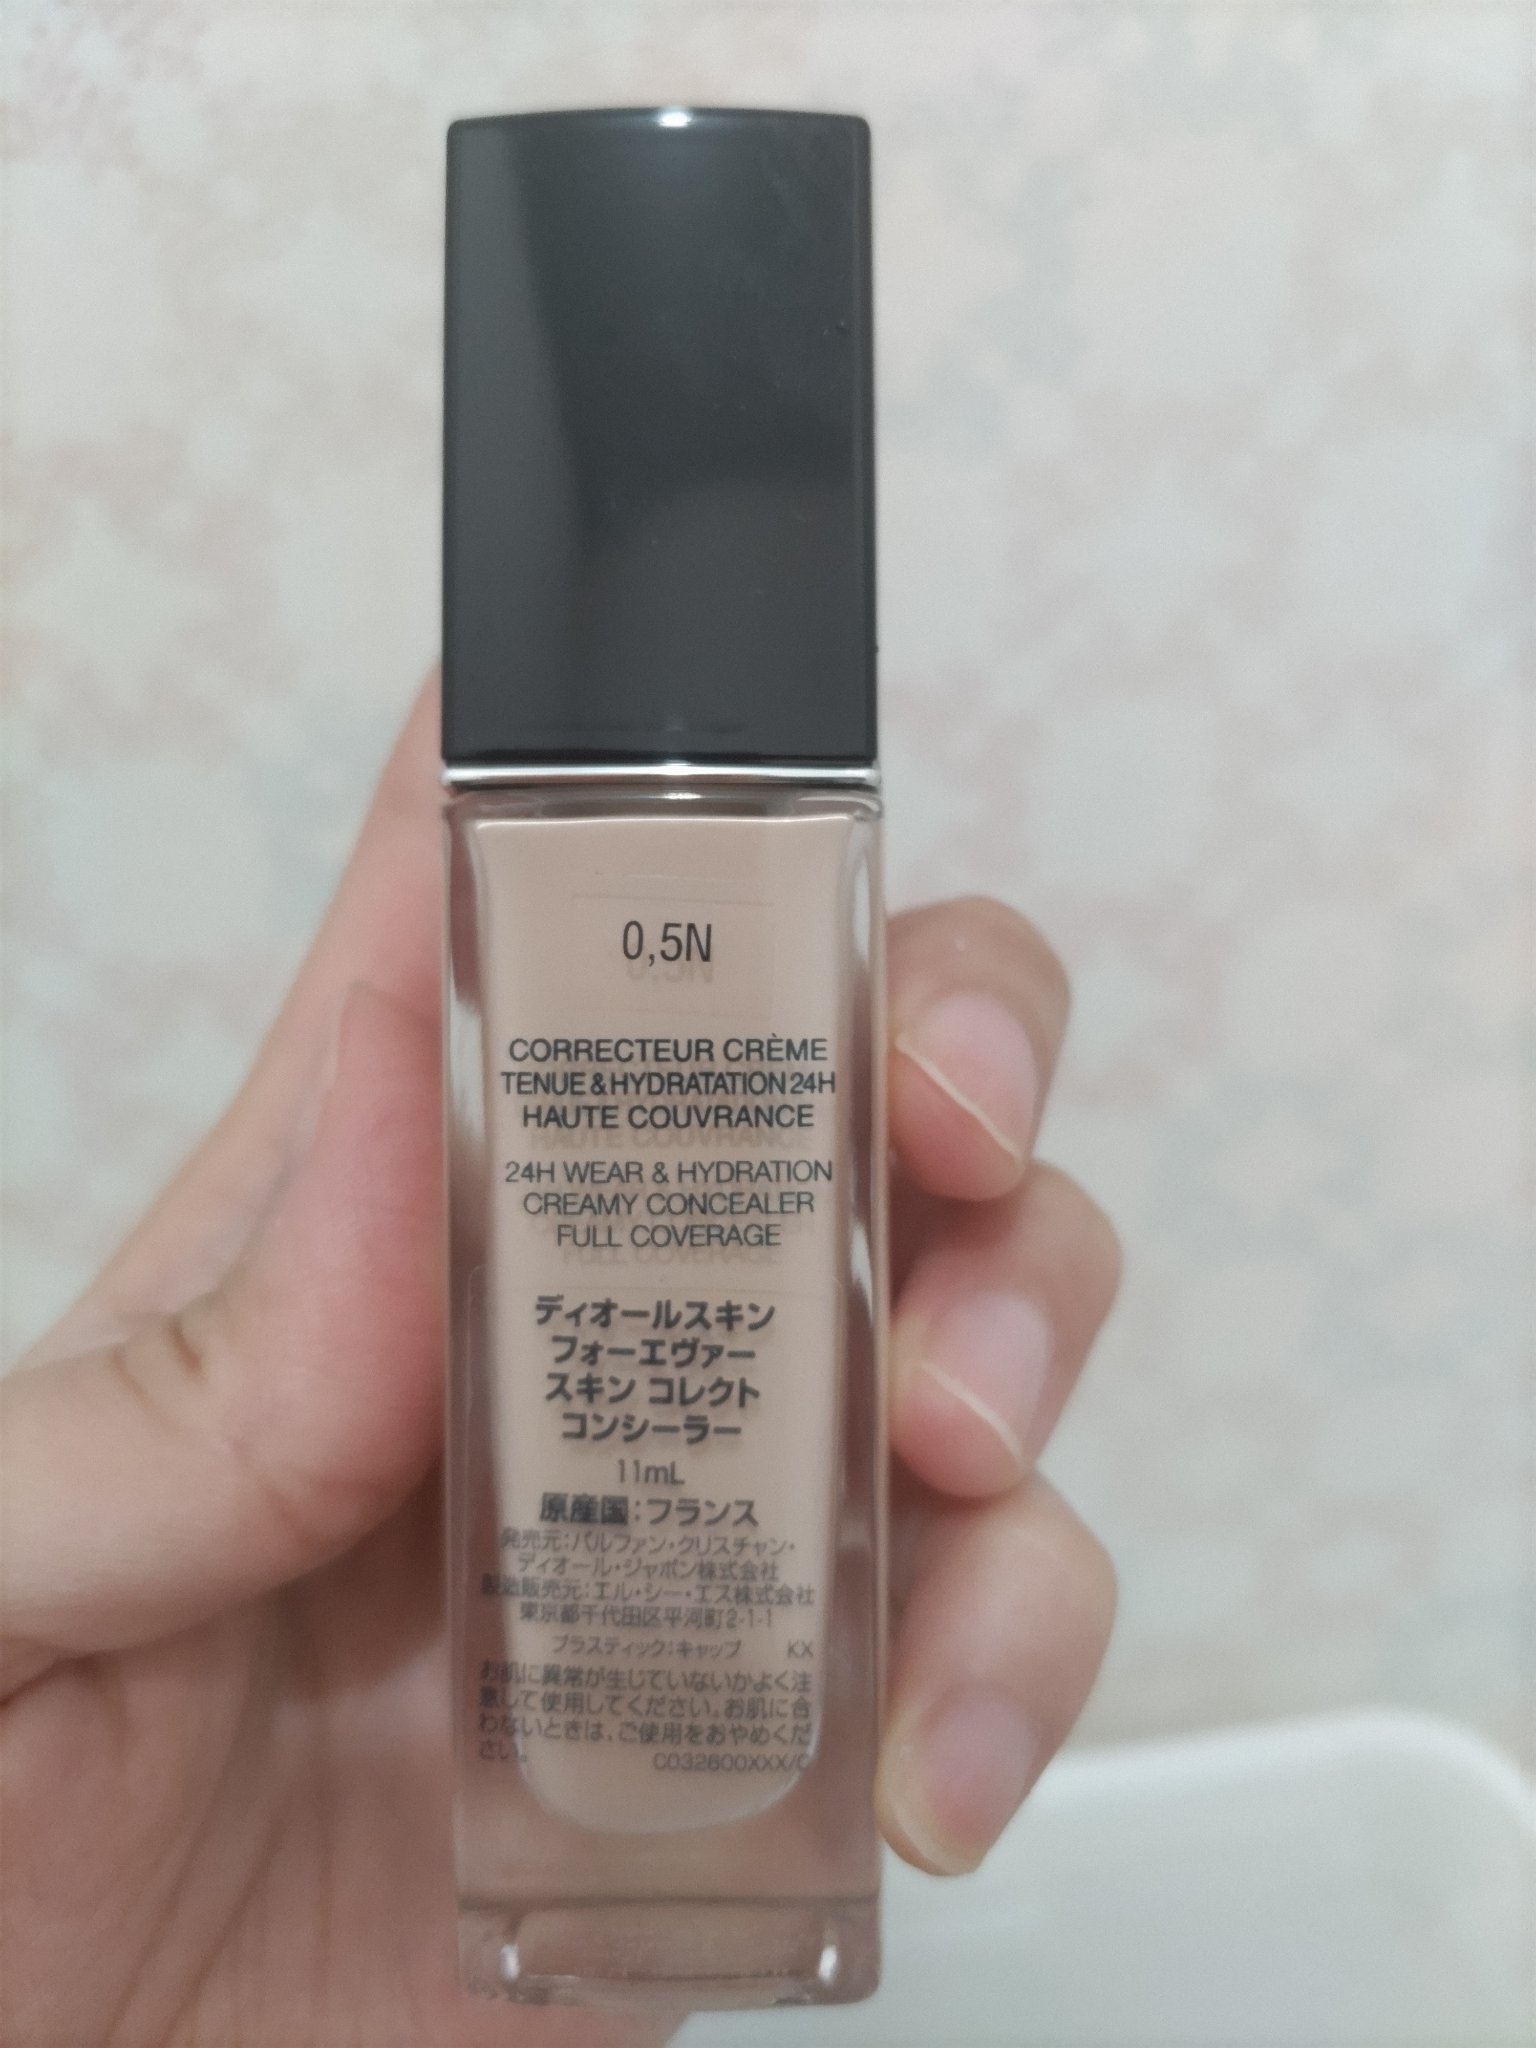 0,5N
CORRECTEUR CRÈME
TENUE & HYDRATATION 24H
HAUTE COUVRANCE
24H WEAR & HYDRATION
CREAMY CONCEALER
FULL COVERAGE
ディオールスキン
フォーエヴァー
スキン コレクト
コンシーラー
11mL
原産国：フランス
発売元：パルファン・クリスチャン・
ディオール・ジャポン株式会社
製造販売元：エル・シー・エス株式会社
東京都千代田区平河町2-1-1
プラスティック：キャップ KX
お肌に異常が生じていないかよく注
意して使用してください。お肌に合
わないときは、ご使用をおやめくだ
さい。 C032600XXX/